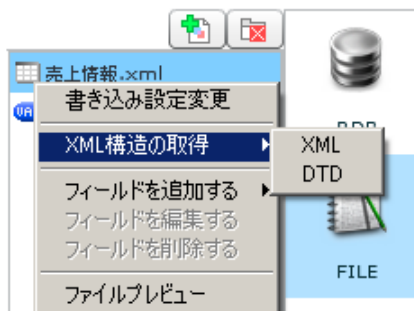 売上情報.xml
書き込み設定変更
XML構造の取得
XML
DTD
フィールドを追加する
フィールドを編集する
フィールドを削除する
ファイルプレビュー
FILE